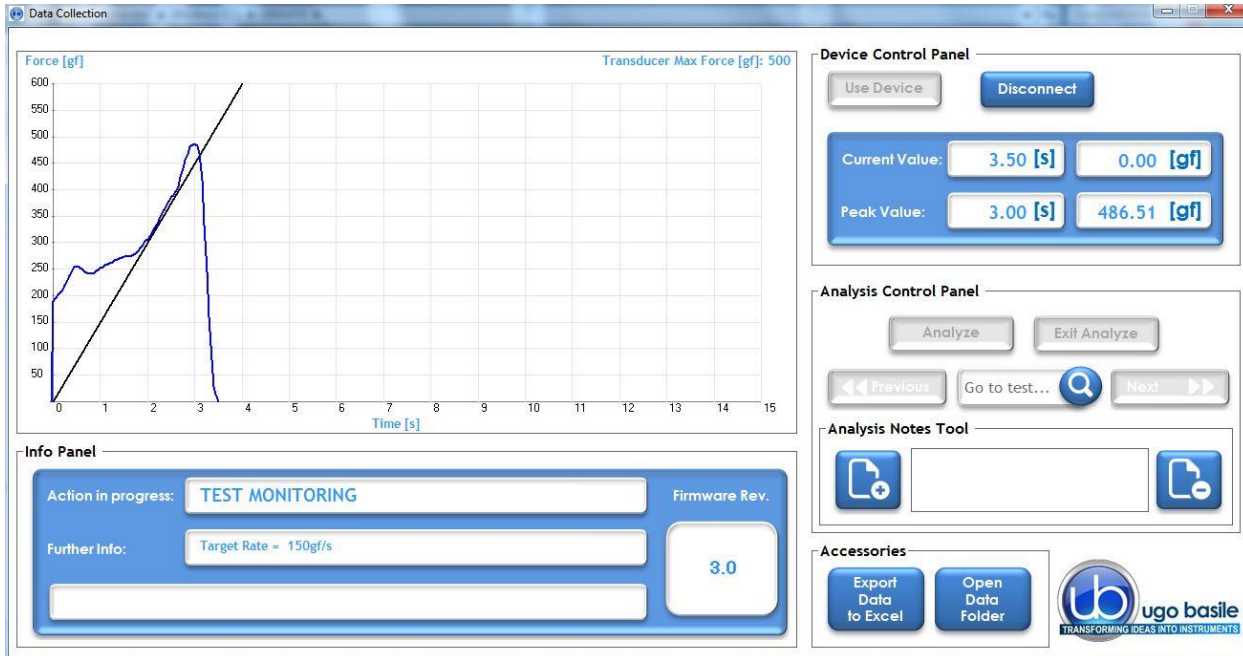 Data Collection
Force [gf]
Transducer Max Force [gf]: 500
600
550
500
450
400
350
300
250
200
150
100
50
0 1 2 3 4 5 6 7 8 9 10 11 12 13 14 15
Time [s]
Info Panel
Action in progress: TEST MONITORING
Firmware Rev.
Further Info: Target Rate = 150gf/s
3.0
Device Control Panel
Use Device Disconnect
Current Value: 3.50 [s] 0.00 [gf]
Peak Value: 3.00 [s] 486.51 [gf]
Analysis Control Panel
Analyze Exit Analyze
Previous Go to test... Next
Analysis Notes Tool
Accessories
Export
Data
to Excel
Open
Data
Folder
ub ugo basile
TRANSFORMING IDEAS INTO INSTRUMENTS